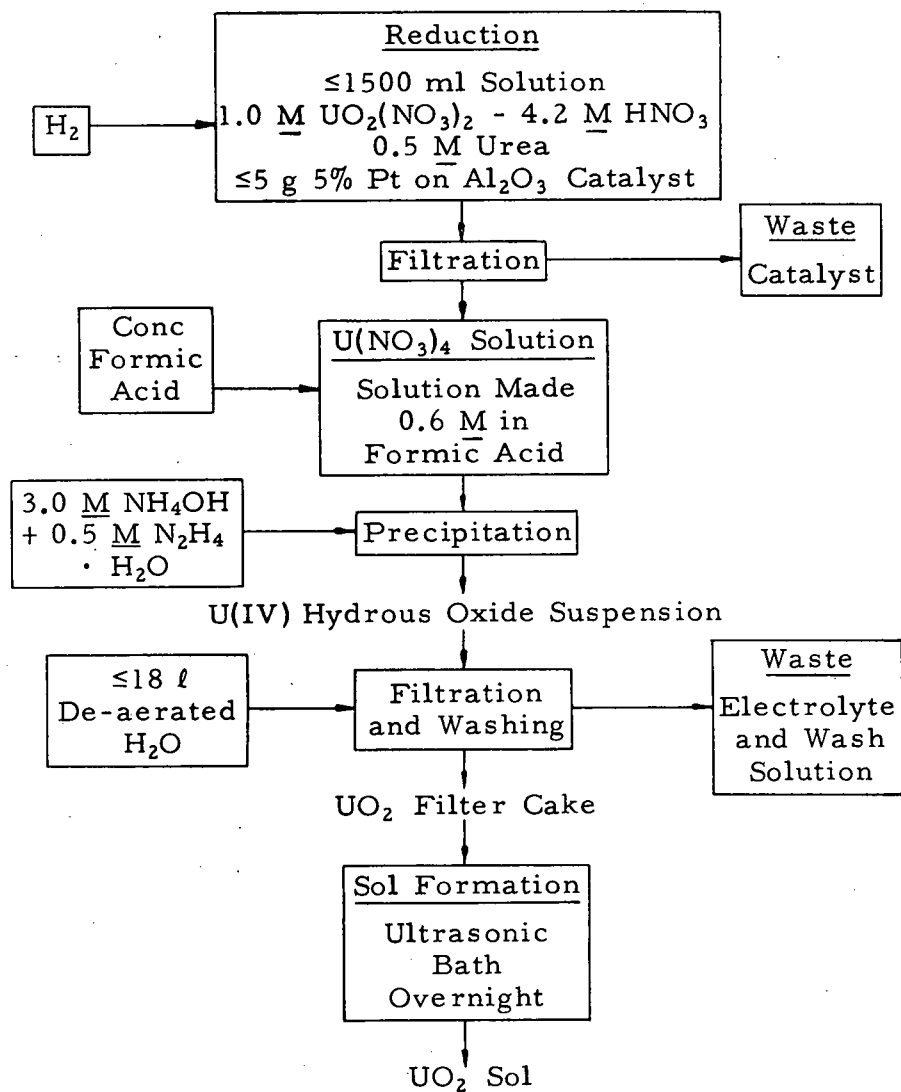 Reduction
≤1500 ml Solution
H₂
1.0 M UO₂(NO₃)₂ - 4.2 M HNO₃
0.5 M Urea
≤5 g 5% Pt on Al₂O₃ Catalyst
Filtration
Waste
Catalyst
Conc
Formic
Acid
U(NO₃)₄ Solution
Solution Made
0.6 M in
Formic Acid
3.0 M NH₄OH
+ 0.5 M N₂H₄
· H₂O
Precipitation
U(IV) Hydrous Oxide Suspension
≤18 ℓ
De-aerated
H₂O
Filtration
and Washing
Waste
Electrolyte
and Wash
Solution
UO₂ Filter Cake
Sol Formation
Ultrasonic
Bath
Overnight
UO₂ Sol